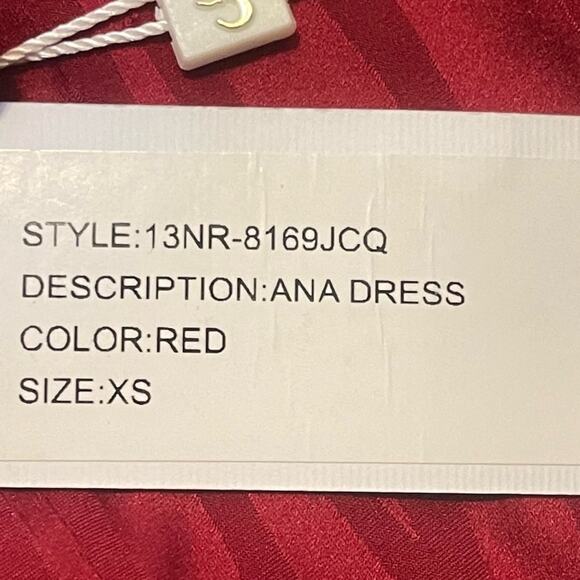 STYLE:13NR-8169JCQ
DESCRIPTION:ANA DRESS
COLOR:RED
SIZE:XS